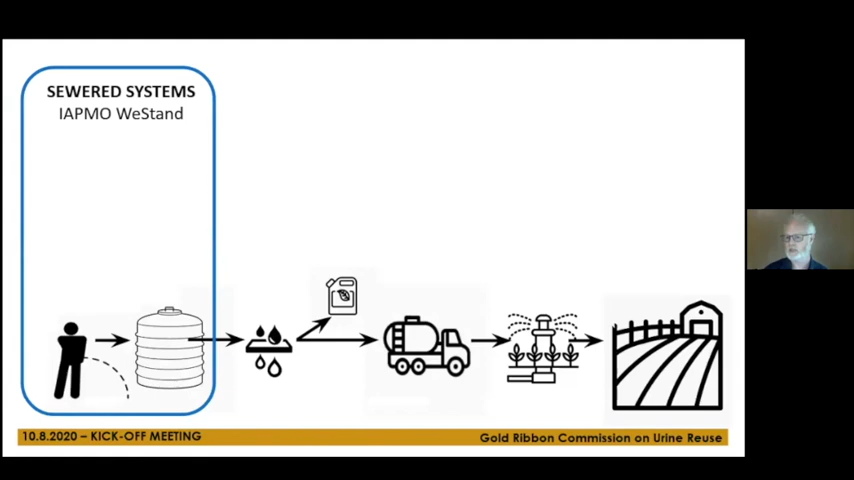 SEWERED SYSTEMS
IAPMO WeStand
10.8.2020 – KICK-OFF MEETING
Gold Ribbon Commission on Urine Reuse